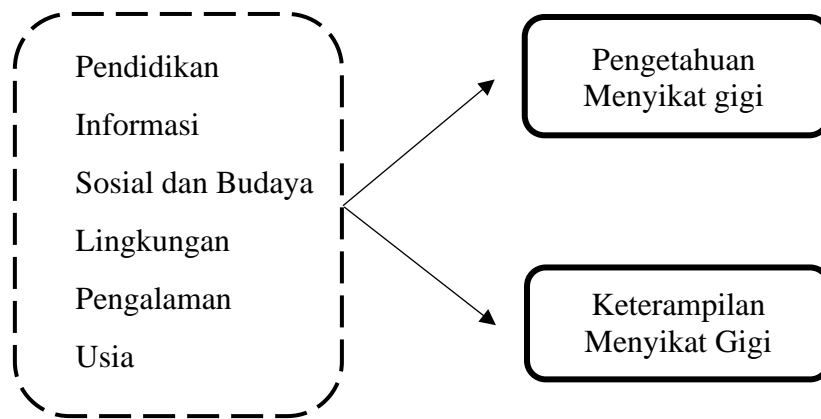 Pendidikan
Informasi
Sosial dan Budaya
Lingkungan
Pengalaman
Usia
Pengetahuan
Menyikat gigi
Keterampilan
Menyikat Gigi